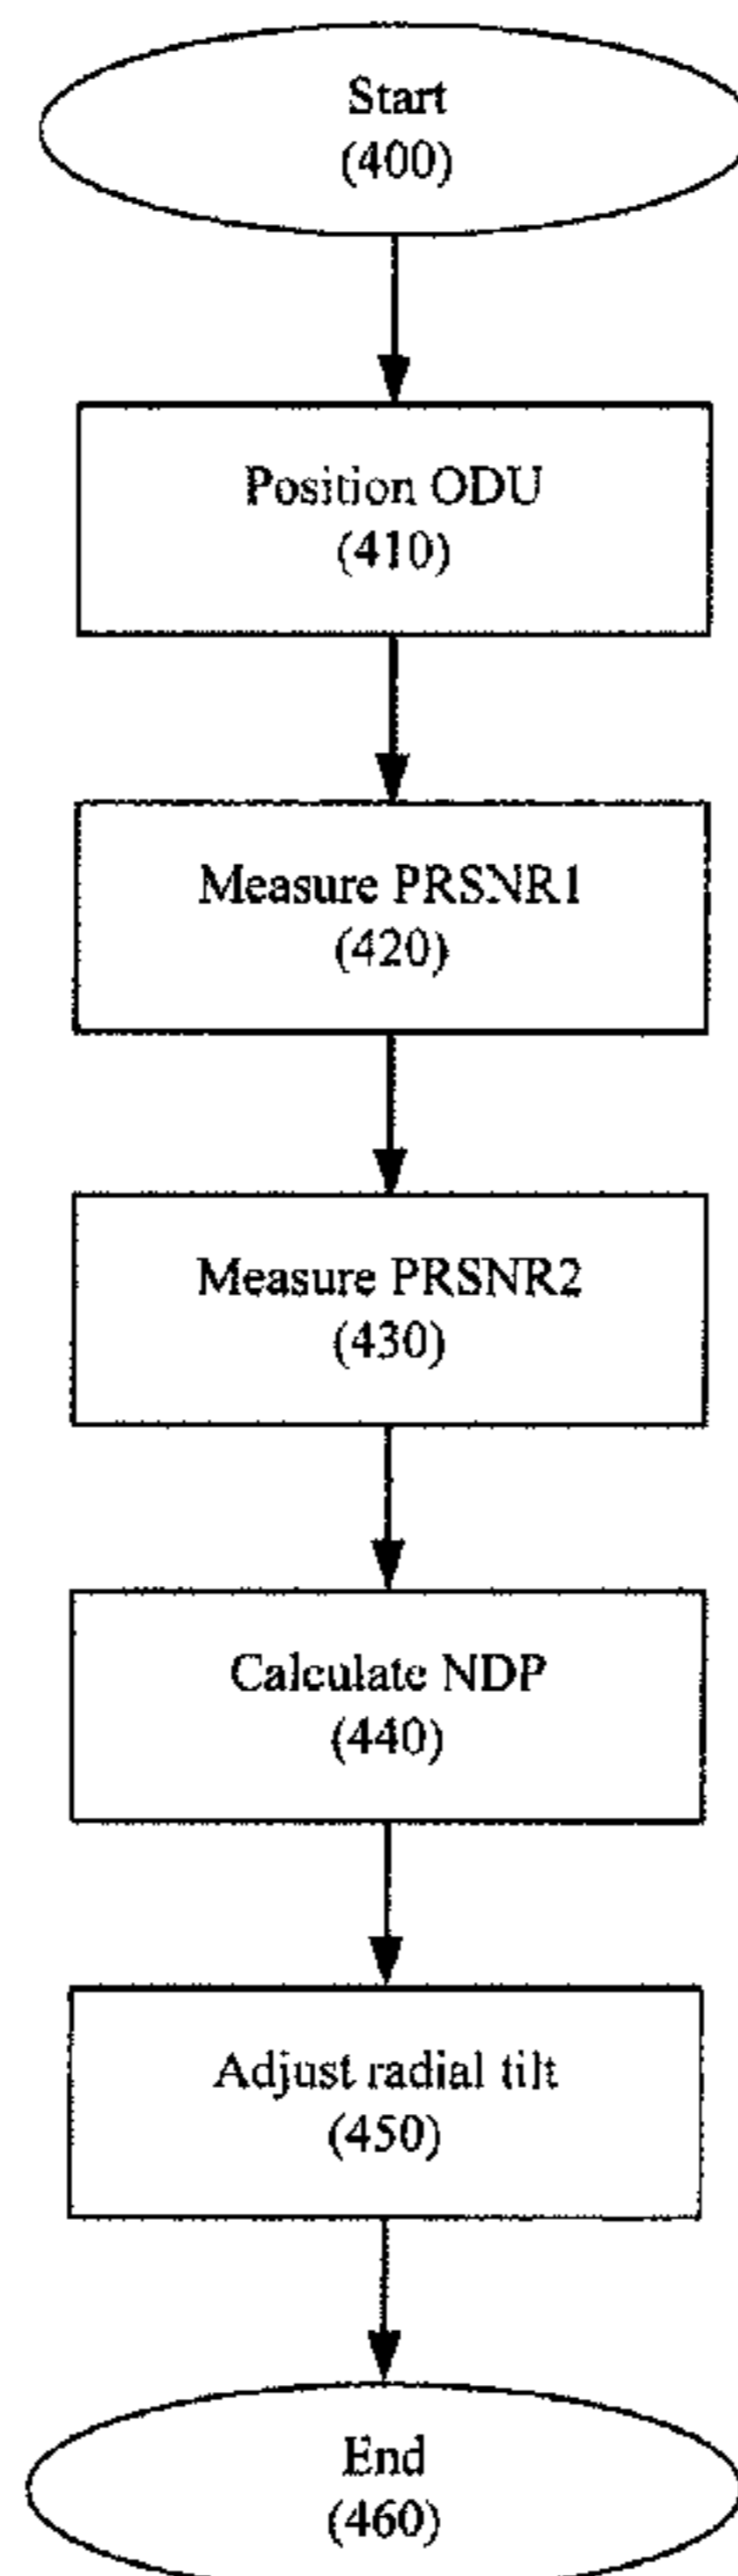 Start
(400)
Position ODU
(410)
Measure PRSNR1
(420)
Measure PRSNR2
(430)
Calculate NDP
(440)
Adjust radial tilt
(450)
End
(460)